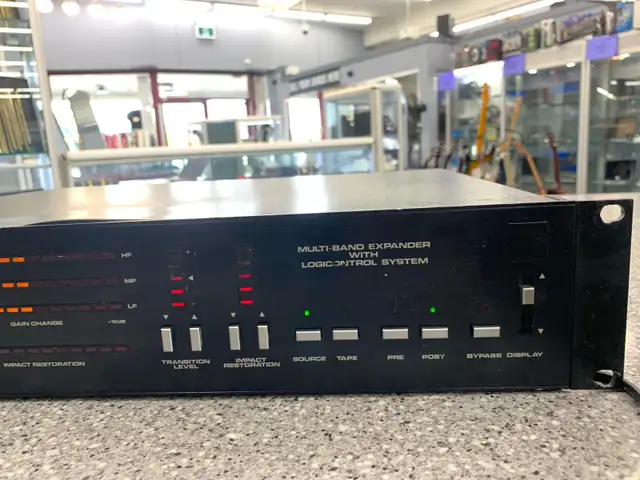 MULTI-BAND EXPANDER
WITH
LOGICONTROL SYSTEM
HF
MF
LF
GAIN CHANGE
+12dB
IMPACT RESTORATION
TRANSITION
LEVEL
IMPACT
RESTORATION
SOURCE
TAPE
PRE
POST
BYPASS
DISPLAY